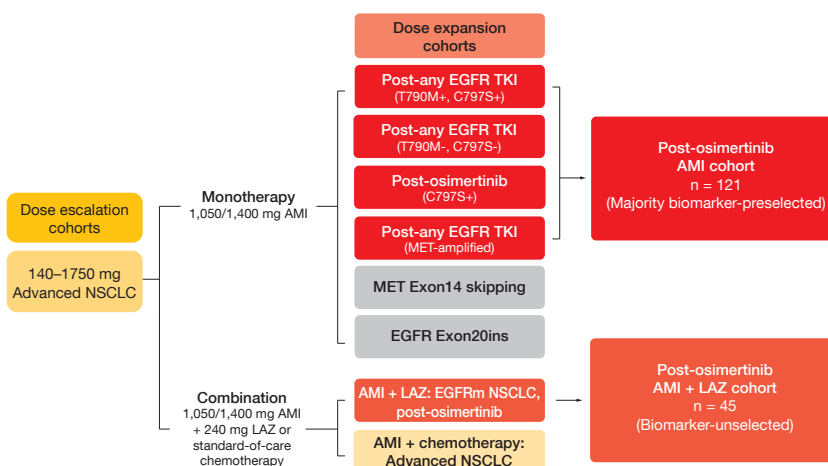 Dose escalation
cohorts
140–1750 mg
Advanced NSCLC
Monotherapy
1,050/1,400 mg AMI
Combination
1,050/1,400 mg AMI
+ 240 mg LAZ or
standard-of-care
chemotherapy
Dose expansion
cohorts
Post-any EGFR TKI
(T790M+, C797S+)
Post-any EGFR TKI
(T790M-, C797S-)
Post-osimertinib
(C797S+)
Post-any EGFR TKI
(MET-amplified)
MET Exon14 skipping
EGFR Exon20ins
AMI + LAZ: EGFRm NSCLC,
post-osimertinib
AMI + chemotherapy:
Advanced NSCLC
Post-osimertinib
AMI cohort
n = 121
(Majority biomarker-preselected)
Post-osimertinib
AMI + LAZ cohort
n = 45
(Biomarker-unselected)